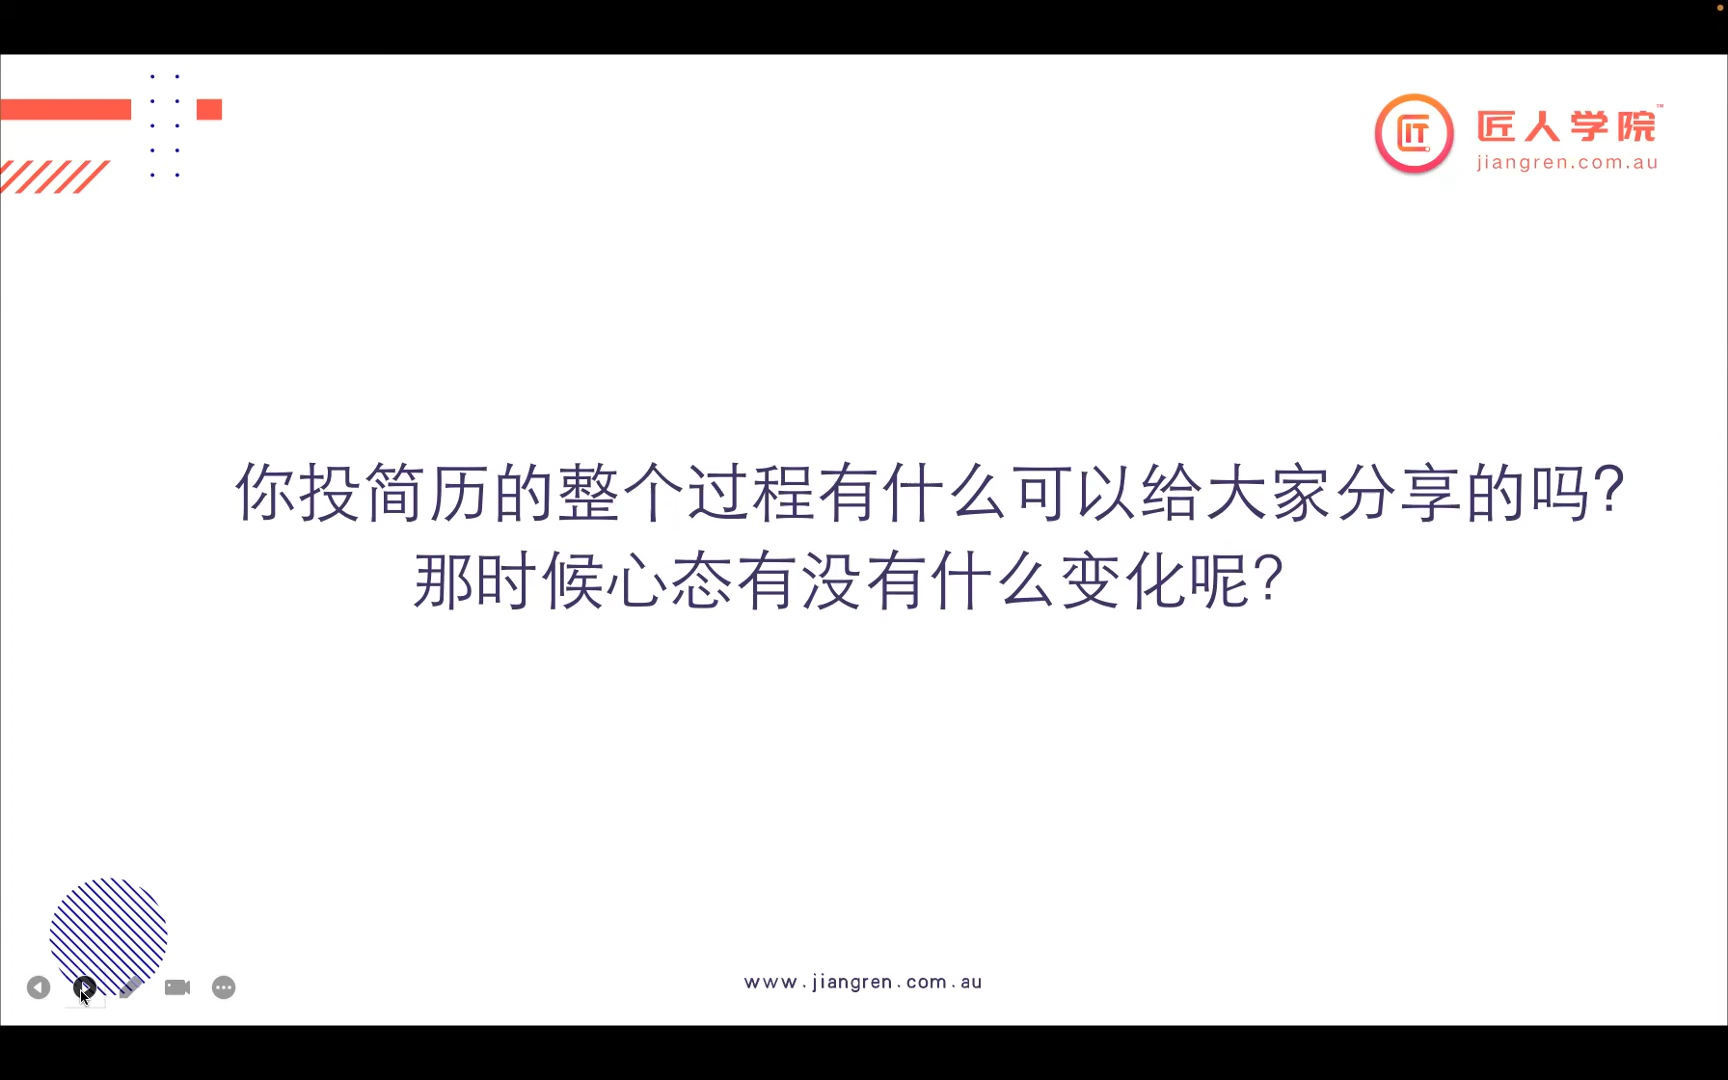 匠人学院™
jiangren.com.au
你投简历的整个过程有什么可以给大家分享的吗?
那时候心态有没有什么变化呢?
www.jiangren.com.au